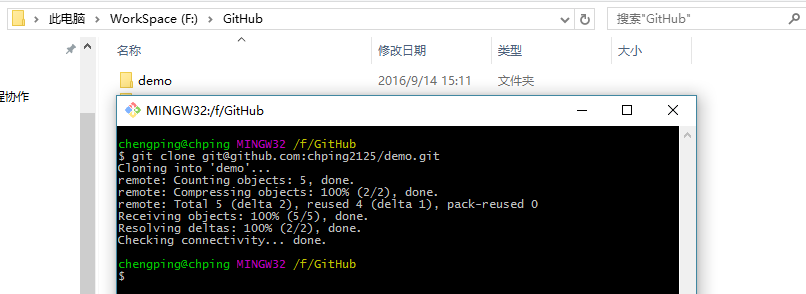 此电脑 > WorkSpace (F:) > GitHub
搜索"GitHub"
名称 修改日期 类型 大小
demo 2016/9/14 15:11 文件夹
程协作
MINGW32:/f/GitHub
chengping@chping MINGW32 /f/GitHub
$ git clone git@github.com:chping2125/demo.git
Cloning into 'demo'...
remote: Counting objects: 5, done.
remote: Compressing objects: 100% (2/2), done.
remote: Total 5 (delta 2), reused 4 (delta 1), pack-reused 0
Receiving objects: 100% (5/5), done.
Resolving deltas: 100% (2/2), done.
Checking connectivity... done.
chengping@chping MINGW32 /f/GitHub
$